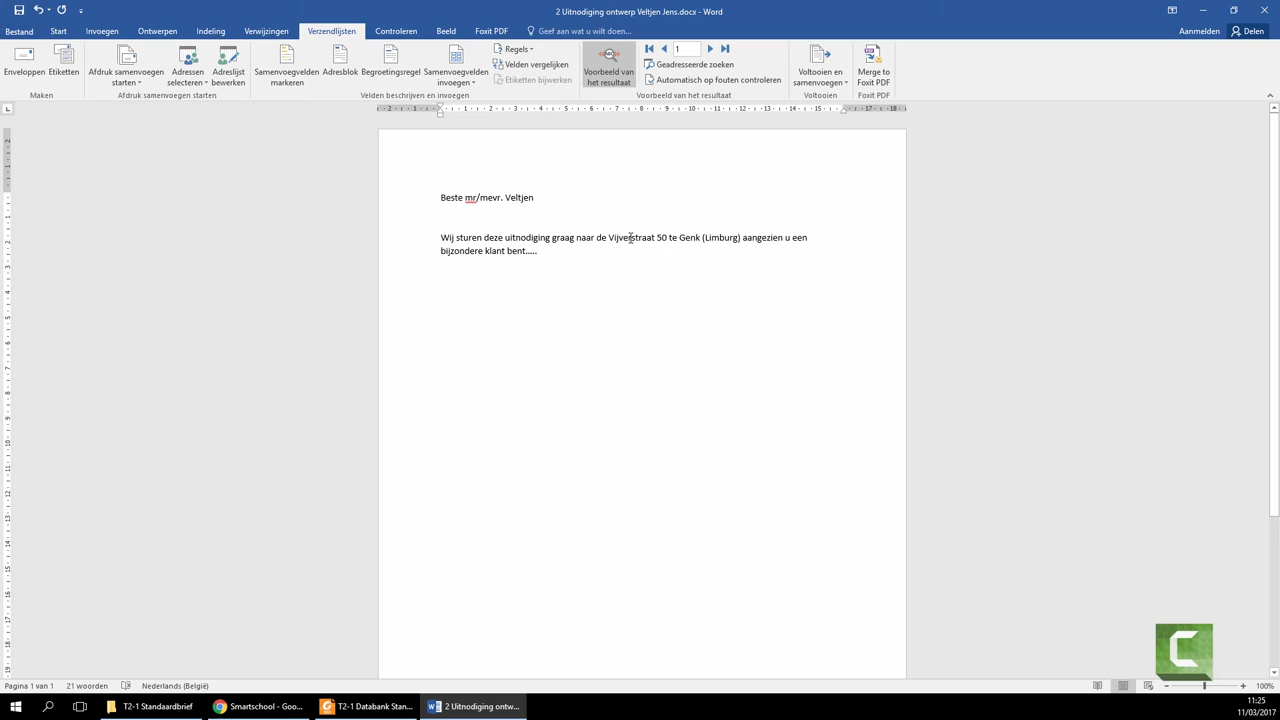 2 Uitnodiging ontwerp Veltjen Jens.docx - Word
Bestand Start Invoegen Ontwerpen Indeling Verwijzingen Verzendlijsten Controleren Beeld Foxit PDF Geef aan wat u wilt doen... Aanmelden Delen
Enveloppen Etiketten
Afdruk samenvoegen starten
Adressen selecteren
Adreslijst bewerken
Samenvoegvelden markeren
Adresblok Begroetingsregel
Samenvoegvelden invoegen
Regels
Velden vergelijken
Etiketten bijwerken
Voorbeeld van het resultaat
1
Geadresseerde zoeken
Automatisch op fouten controleren
Voltooien en samenvoegen
Merge to Foxit PDF
Maken Afdruk samenvoegen starten Velden beschrijven en invoegen Voorbeeld van het resultaat Voltooien Foxit PDF
Beste mr/mevr. Veltjen
Wij sturen deze uitnodiging graag naar de Vijverstraat 50 te Genk (Limburg) aangezien u een
bijzondere klant bent.....
Pagina 1 van 1 21 woorden Nederlands (België) 100%
T2-1 Standaardbrief Smartschool - Goo... T2-1 Databank Stan... 2 Uitnodiging ontw...
11:25
11/03/2017